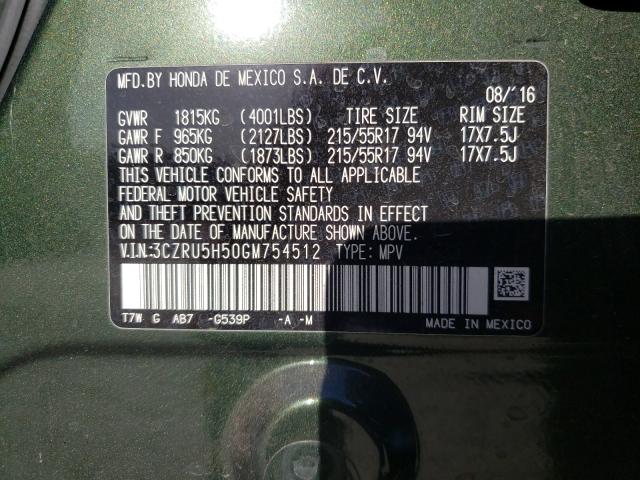 MFD.BY HONDA DE MEXICO S.A. DE C.V.
08/'16
GVWR 1815KG (4001LBS) TIRE SIZE RIM SIZE
GAWR F 965KG (2127LBS) 215/55R17 94V 17X7.5J
GAWR R 850KG (1873LBS) 215/55R17 94V 17X7.5J
THIS VEHICLE CONFORMS TO ALL APPLICABLE
FEDERAL MOTOR VEHICLE SAFETY
AND THEFT PREVENTION STANDARDS IN EFFECT
ON THE DATE OF MANUFACTURE SHOWN ABOVE.
V.I.N:3CZRU5H50GM754512 TYPE: MPV
T7W G AB7 -G539P -A -M MADE IN MEXICO